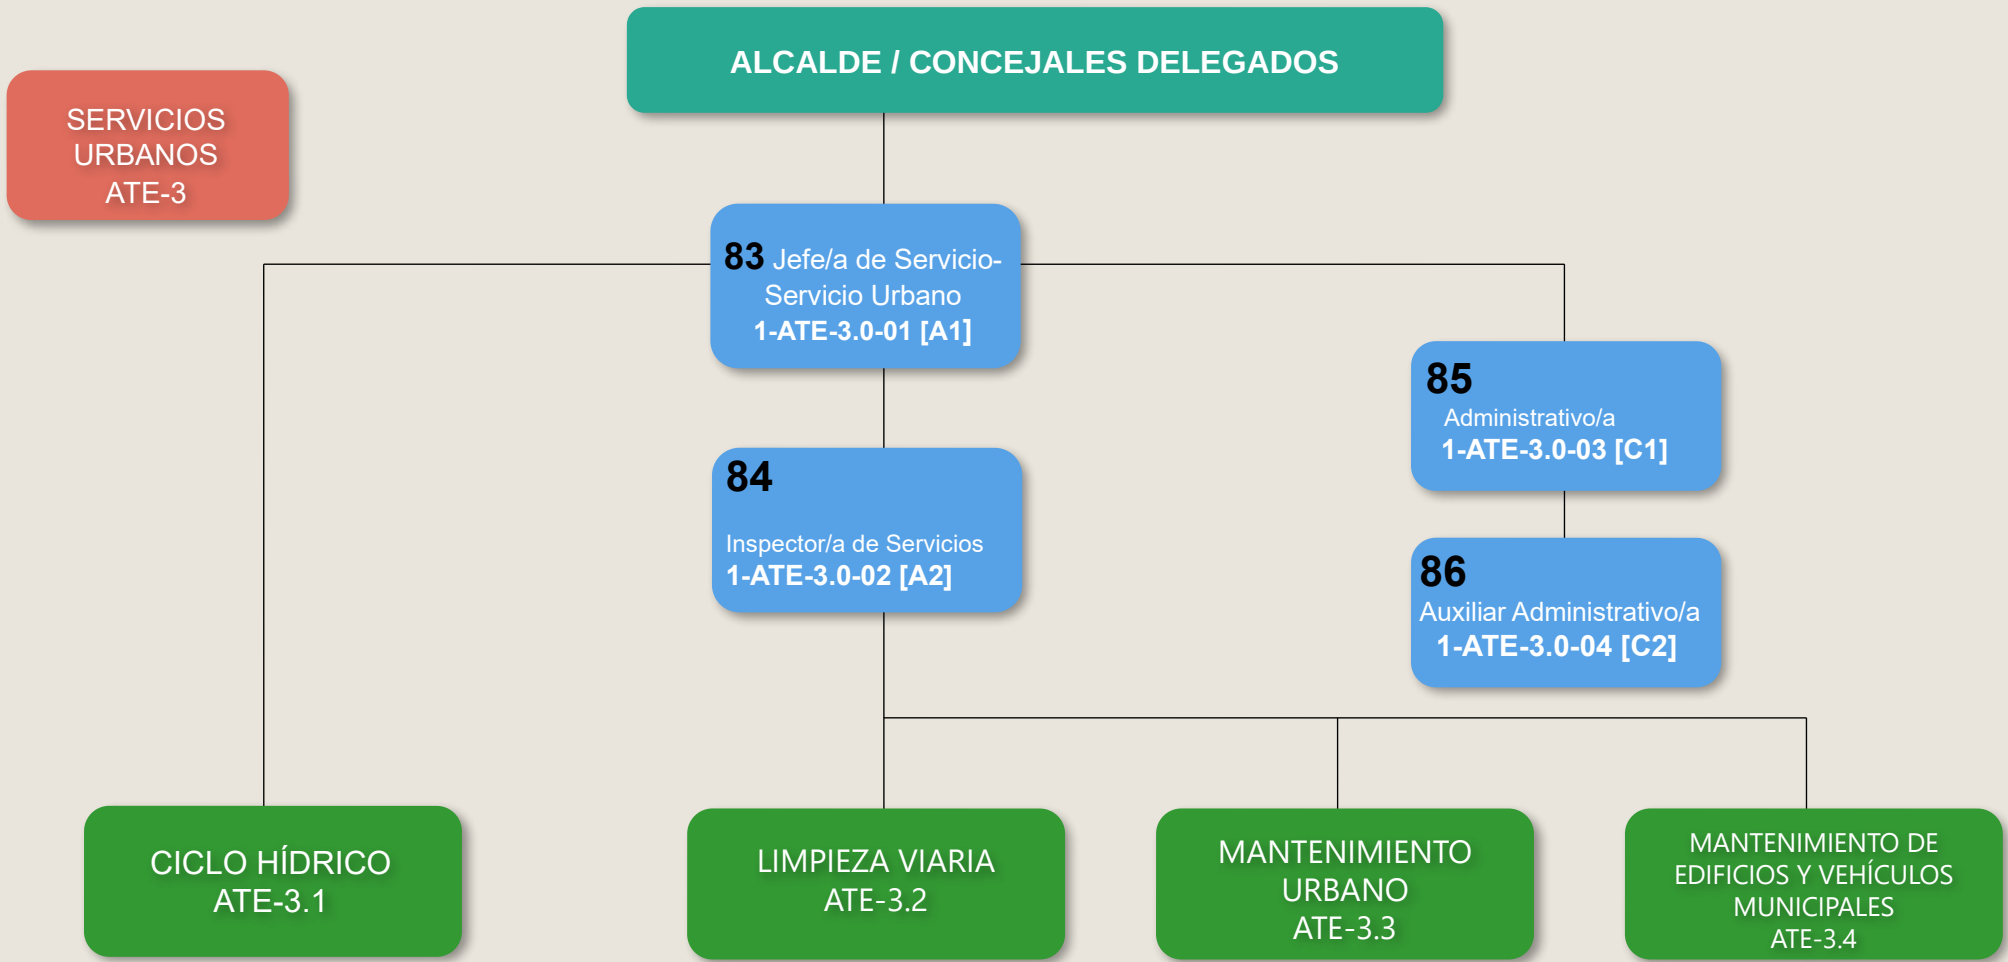 ALCALDE / CONCEJALES DELEGADOS
SERVICIOS
URBANOS
ATE-3
83 Jefe/a de Servicio-
Servicio Urbano
1-ATE-3.0-01 [A1]
85
Administrativo/a
1-ATE-3.0-03 [C1]
84
Inspector/a de Servicios
1-ATE-3.0-02 [A2]
86
Auxiliar Administrativo/a
1-ATE-3.0-04 [C2]
CICLO HÍDRICO
ATE-3.1
LIMPIEZA VIARIA
ATE-3.2
MANTENIMIENTO
URBANO
ATE-3.3
MANTENIMIENTO DE
EDIFICIOS Y VEHÍCULOS
MUNICIPALES
ATE-3.4